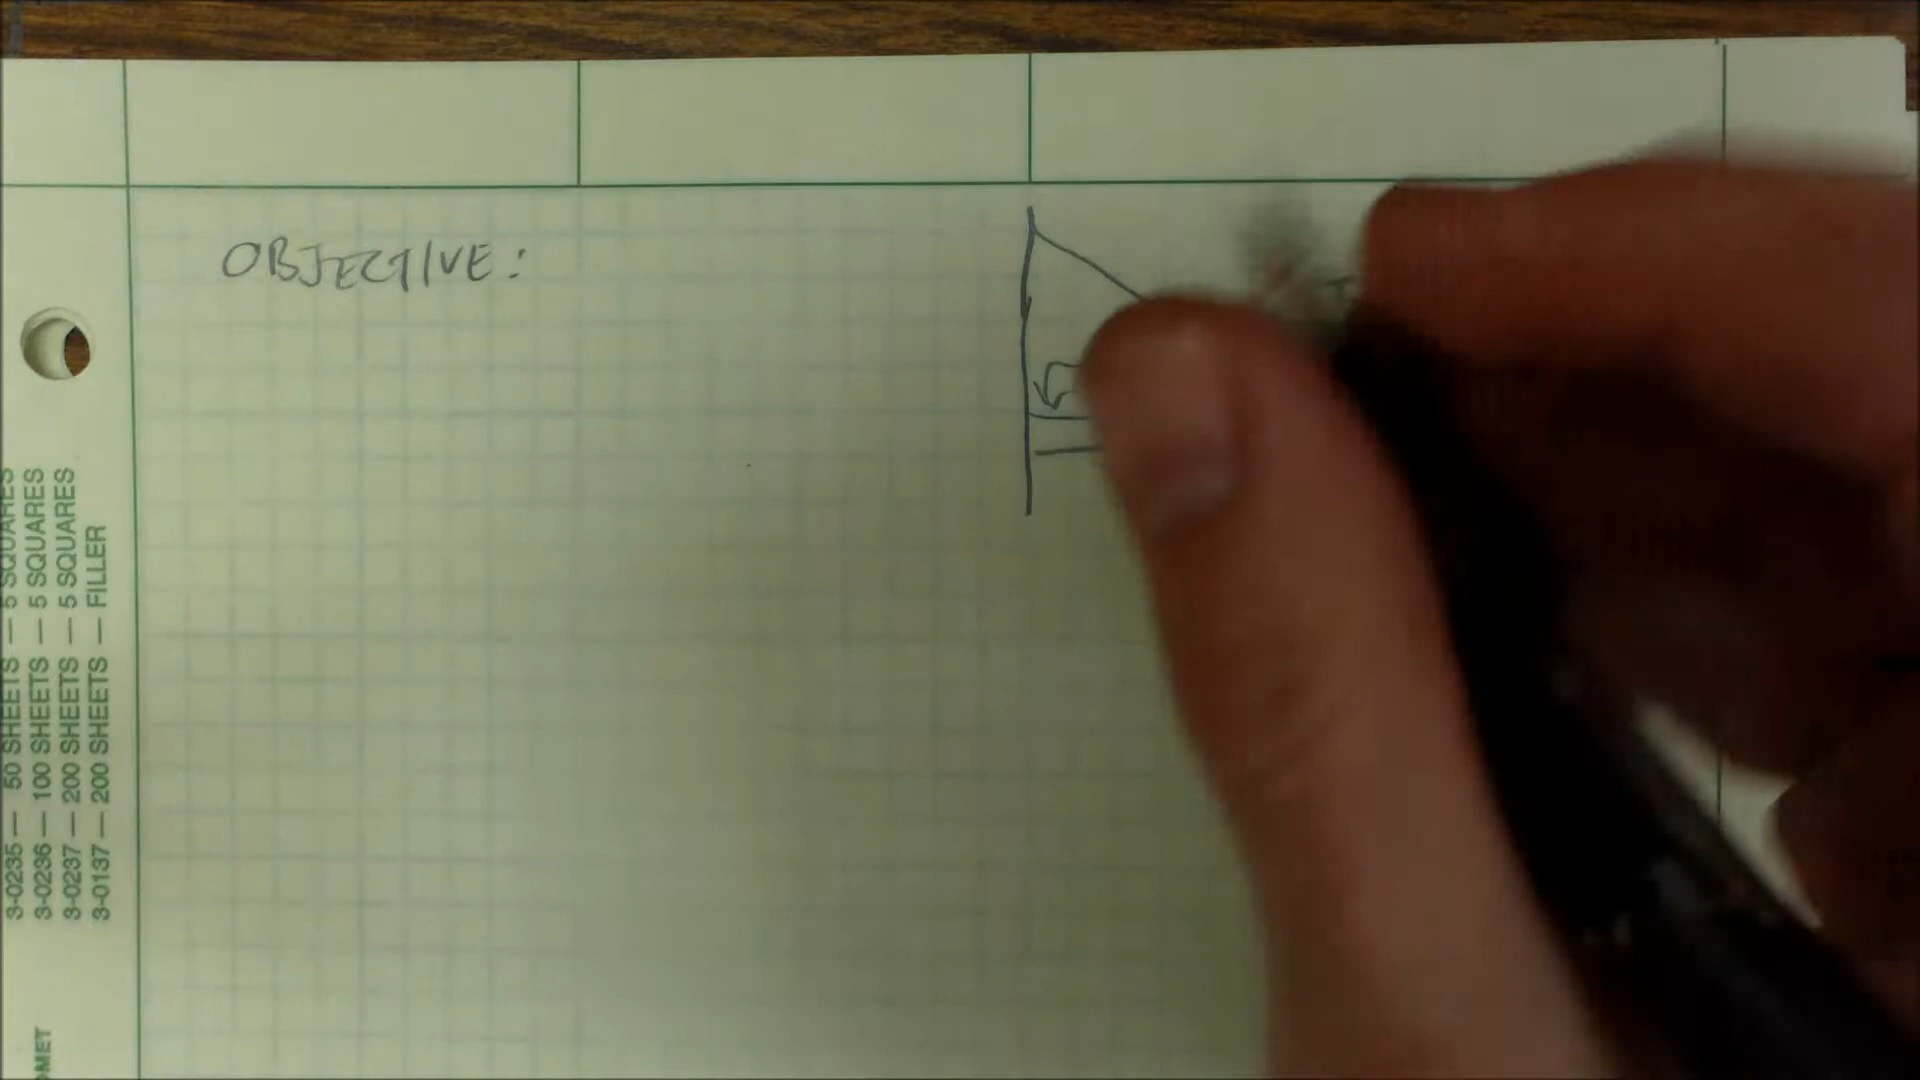 OBJECTIVE:
3-0235 — 50 SHEETS — 5 SQUARES
3-0236 — 100 SHEETS — 5 SQUARES
3-0237 — 200 SHEETS — 5 SQUARES
3-0137 — 200 SHEETS — FILLER